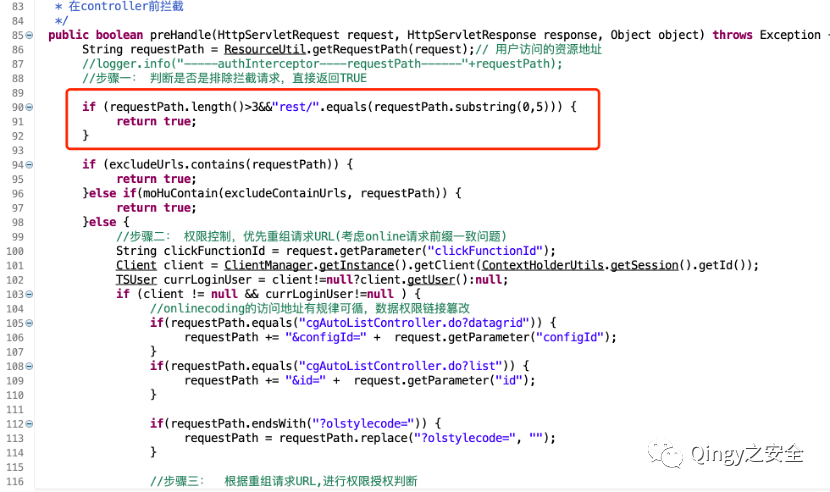 83 * 在controller前拦截
84 */
85 public boolean preHandle(HttpServletRequest request, HttpServletResponse response, Object object) throws Exception {
86 String requestPath = ResourceUtil.getRequestPath(request);// 用户访问的资源地址
87 //logger.info("-----authInterceptor----requestPath------"+requestPath);
88 //步骤一： 判断是否是排除拦截请求，直接返回TRUE
89
90 if (requestPath.length()>3&&"rest/".equals(requestPath.substring(0,5))) {
91 return true;
92 }
93
94 if (excludeUrls.contains(requestPath)) {
95 return true;
96 }else if(moHuContain(excludeContainUrls, requestPath)) {
97 return true;
98 }else {
99 //步骤二： 权限控制，优先重组请求URL(考虑online请求前缀一致问题)
100 String clickFunctionId = request.getParameter("clickFunctionId");
101 Client client = ClientManager.getInstance().getClient(ContextHolderUtils.getSession().getId());
102 TSUser currLoginUser = client!=null?client.getUser():null;
103 if (client != null && currLoginUser!=null ) {
104 //onlinecoding的访问地址有规律可循，数据权限链接篡改
105 if(requestPath.equals("cgAutoListController.do?datagrid")) {
106 requestPath += "&configId=" + request.getParameter("configId");
107 }
108 if(requestPath.equals("cgAutoListController.do?list")) {
109 requestPath += "&id=" + request.getParameter("id");
110 }
111
112 if(requestPath.endsWith("?olstylecode=")) {
113 requestPath = requestPath.replace("?olstylecode=", "");
114 }
115
116 //步骤三： 根据重组请求URL,进行权限授权判断
Qingy之安全